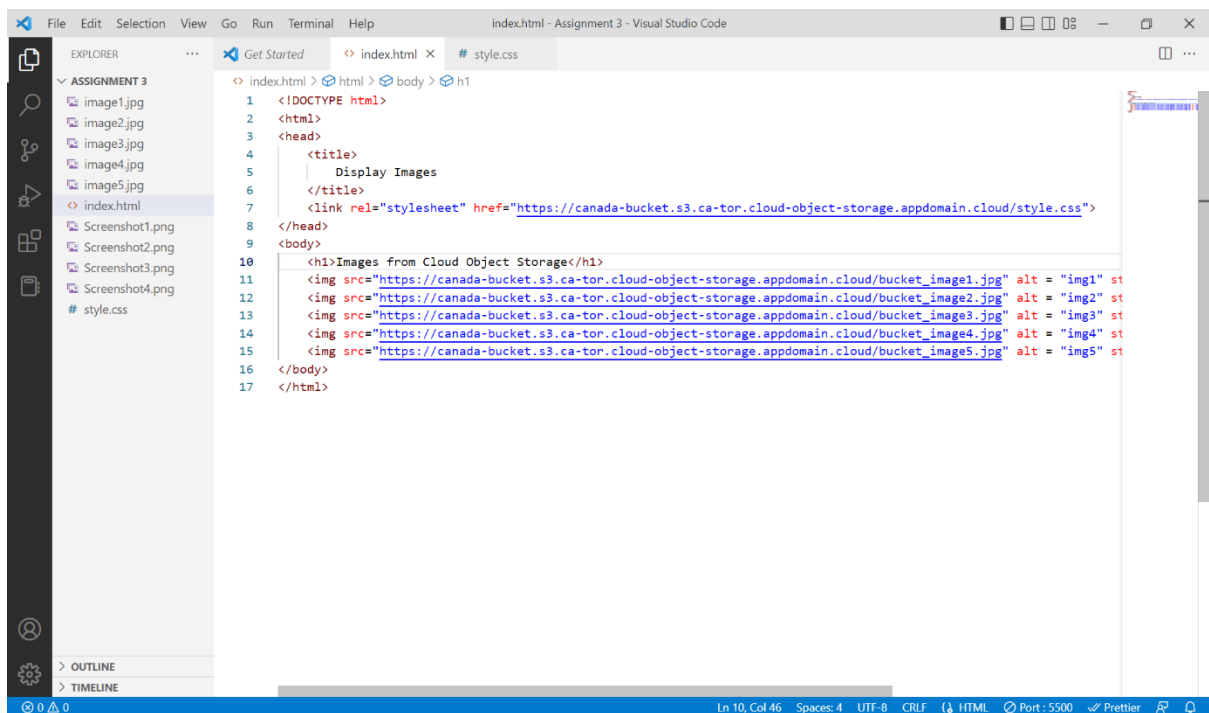 File Edit Selection View Go Run Terminal Help index.html - Assignment 3 - Visual Studio Code
EXPLORER ...
Get Started
<> index.html ×
# style.css
...
ASSIGNMENT 3
image1.jpg
image2.jpg
image3.jpg
image4.jpg
image5.jpg
<> index.html
Screenshot1.png
Screenshot2.png
Screenshot3.png
Screenshot4.png
# style.css
> OUTLINE
> TIMELINE
<> index.html > html > body > h1
1 <!DOCTYPE html>
2 <html>
3 <head>
4     <title>
5         Display Images
6     </title>
7     <link rel="stylesheet" href="https://canada-bucket.s3.ca-tor.cloud-object-storage.appdomain.cloud/style.css">
8 </head>
9 <body>
10     <h1>Images from Cloud Object Storage</h1>
11     <img src="https://canada-bucket.s3.ca-tor.cloud-object-storage.appdomain.cloud/bucket_image1.jpg" alt = "img1" st
12     <img src="https://canada-bucket.s3.ca-tor.cloud-object-storage.appdomain.cloud/bucket_image2.jpg" alt = "img2" st
13     <img src="https://canada-bucket.s3.ca-tor.cloud-object-storage.appdomain.cloud/bucket_image3.jpg" alt = "img3" st
14     <img src="https://canada-bucket.s3.ca-tor.cloud-object-storage.appdomain.cloud/bucket_image4.jpg" alt = "img4" st
15     <img src="https://canada-bucket.s3.ca-tor.cloud-object-storage.appdomain.cloud/bucket_image5.jpg" alt = "img5" st
16 </body>
17 </html>
0 0 Ln 10, Col 46 Spaces: 4 UTF-8 CRLF HTML Port : 5500 Prettier